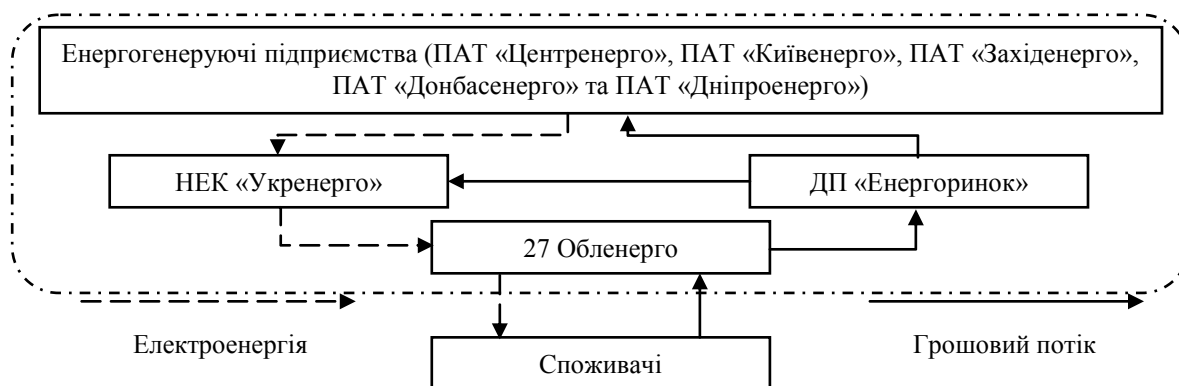 Енергогенеруючі підприємства (ПАТ «Центренерго», ПАТ «Київенерго», ПАТ «Західенерго»,
ПАТ «Донбасенерго» та ПАТ «Дніпроенерго»)
НЕК «Укренерго»
ДП «Енергоринок»
27 Обленерго
Електроенергія
Грошовий потік
Споживачі